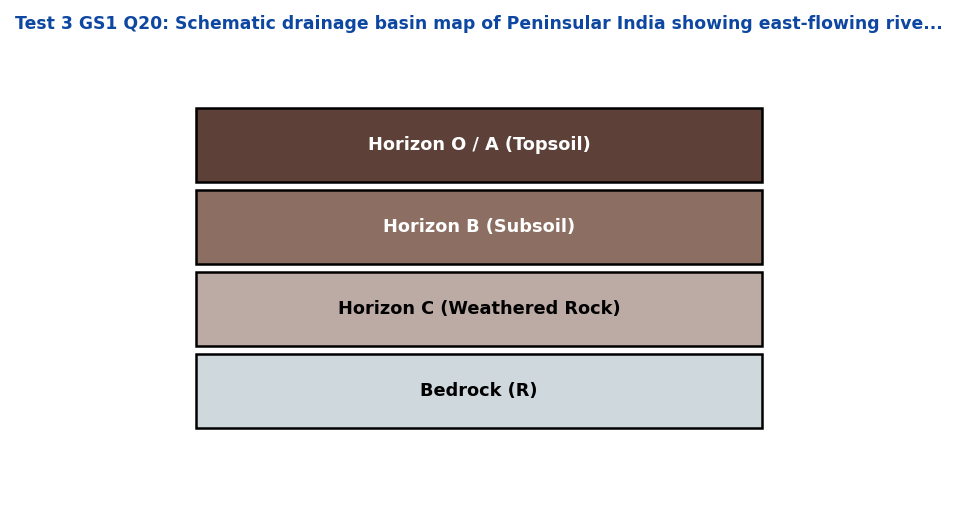 Test 3 GS1 Q20: Schematic drainage basin map of Peninsular India showing east-flowing rive...
Horizon O / A (Topsoil)
Horizon B (Subsoil)
Horizon C (Weathered Rock)
Bedrock (R)